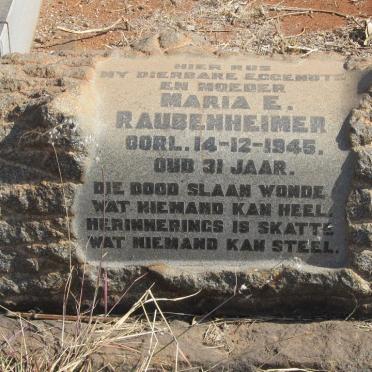 HIER RUS
MY DIERBARE EGGENOTE
EN MOEDER
MARIA E.
RAUBENHEIMER
OORL. 14-12-1945.
OUD 31 JAAR.
DIE DOOD SLAAN WONDE
WAT NIEMAND KAN HEEL.
HERINNERINGS IS SKATTE
WAT NIEMAND KAN STEEL.